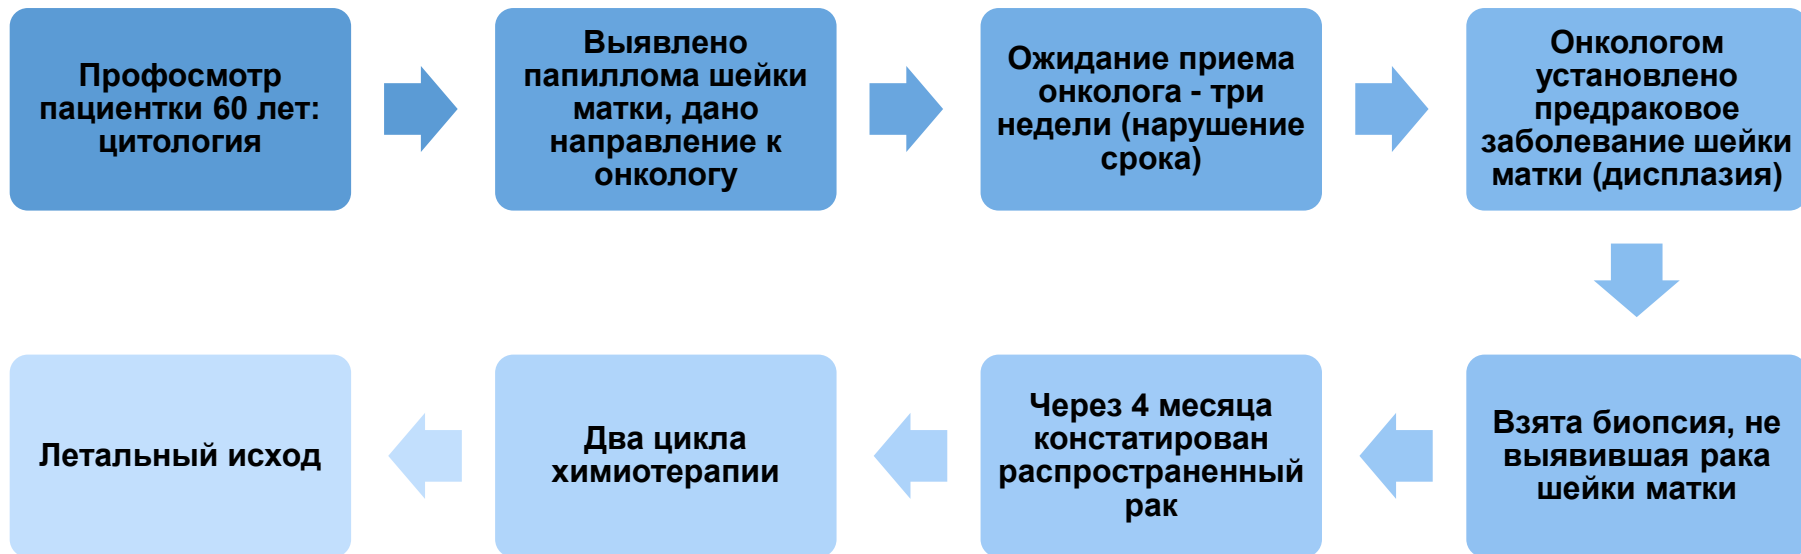 Профосмотр
пациентки 60 лет:
цитология
Выявлено
папиллома шейки
матки, дано
направление к
онкологу
Ожидание приема
онколога - три
недели (нарушение
срока)
Онкологом
установлено
предраковое
заболевание шейки
матки (дисплазия)
Взята биопсия, не
выявившая рака
шейки матки
Через 4 месяца
констатирован
распространенный
рак
Два цикла
химиотерапии
Летальный исход